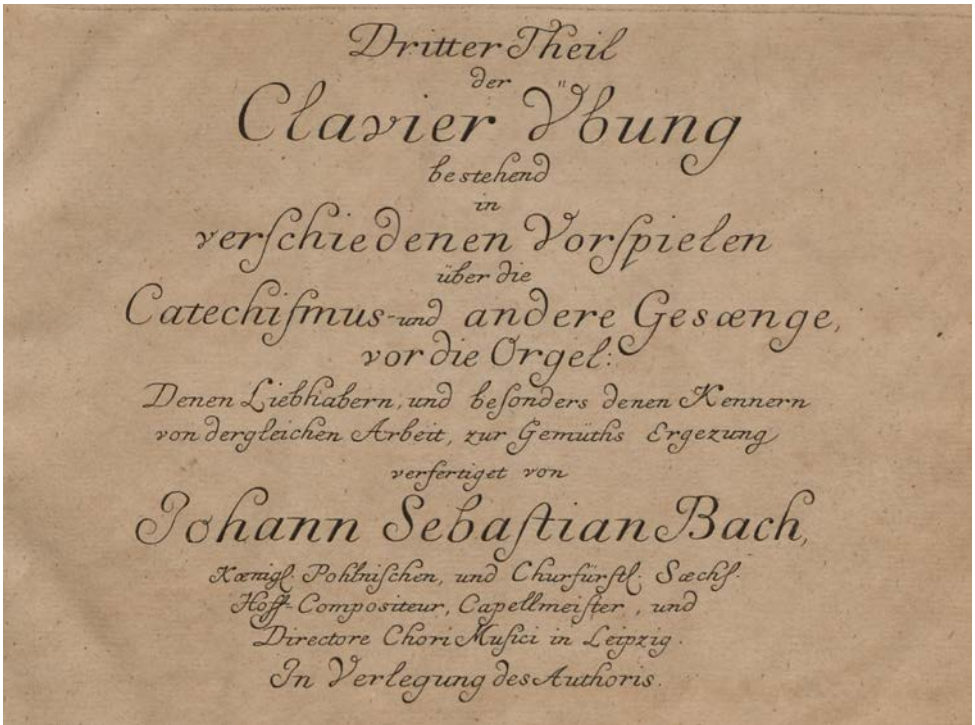 Dritter Theil
der
Clavier Übung
bestehend
in
verſchiedenen Vorſpielen
über die
Catechiſmus-und andere Gesænge,
vor die Orgel:
Denen Liebhabern, und beſonders denen Kennern
von dergleichen Arbeit, zur Gemüths Ergezung
verfertiget von
Johann Sebaſtian Bach,
Kœnigl. Pohlniſchen, und Churfürſtl. Sæchſ.
Hoff-Compositeur, Capellmeiſter, und
Directore Chori Muſici in Leipzig.
In Verlegung des Authoris.